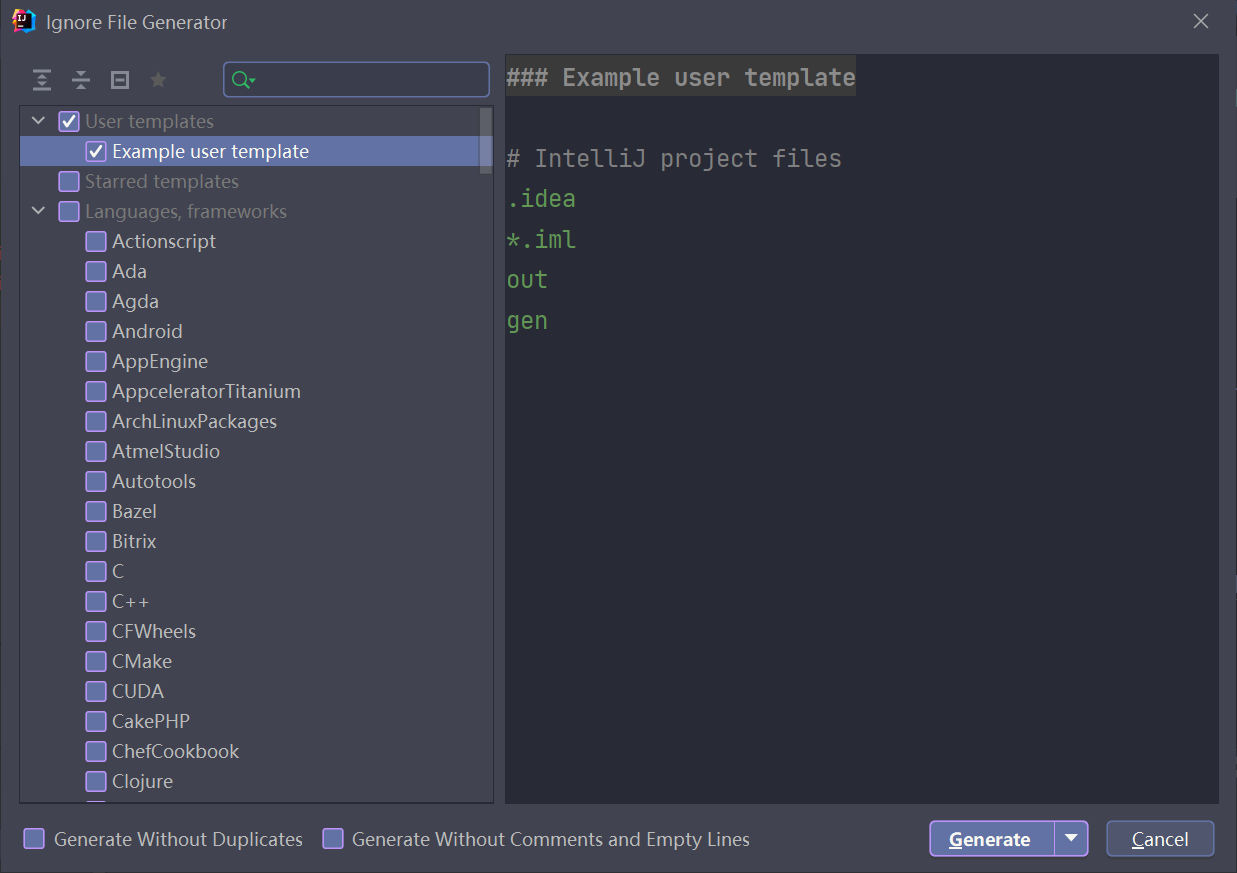 Ignore File Generator
User templates
Example user template
Starred templates
Languages, frameworks
Actionscript
Ada
Agda
Android
AppEngine
AppceleratorTitanium
ArchLinuxPackages
AtmelStudio
Autotools
Bazel
Bitrix
C
C++
CFWheels
CMake
CUDA
CakePHP
ChefCookbook
Clojure
### Example user template
# IntelliJ project files
.idea
*.iml
out
gen
Generate Without Duplicates
Generate Without Comments and Empty Lines
Generate
Cancel